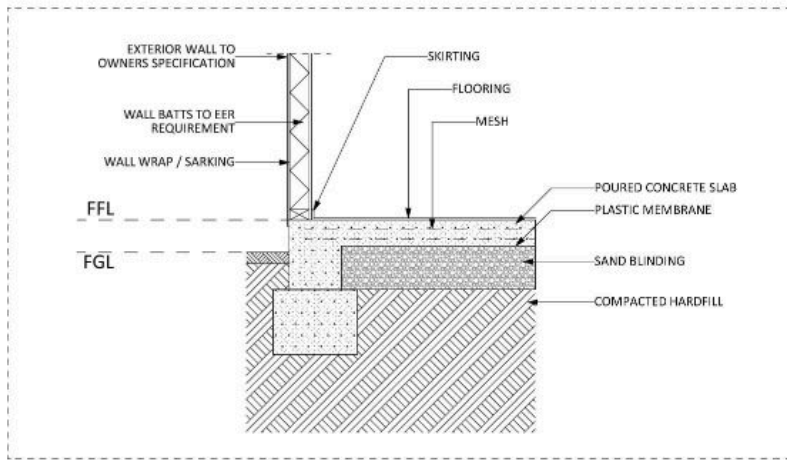 EXTERIOR WALL TO
OWNERS SPECIFICATION
SKIRTING
FLOORING
WALL BATTS TO EER
REQUIREMENT
MESH
WALL WRAP / SARKING
POURED CONCRETE SLAB
FFL
PLASTIC MEMBRANE
FGL
SAND BLINDING
COMPACTED HARDFILL